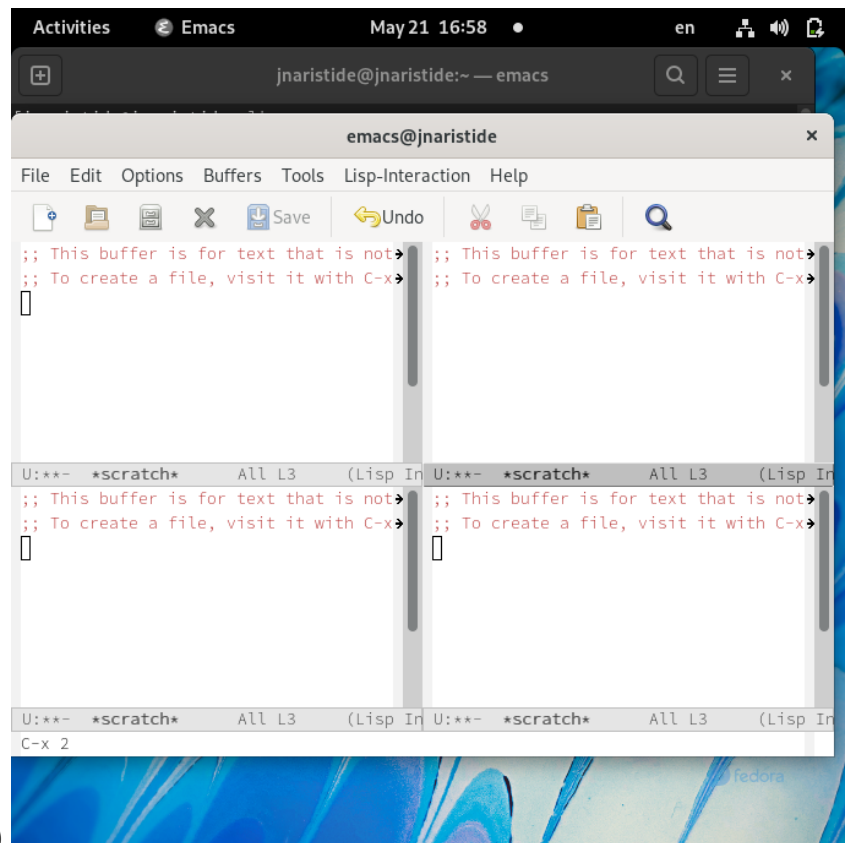 Activities Emacs May 21 16:58 en
jnaristide@jnaristide:~ — emacs
emacs@jnaristide
File Edit Options Buffers Tools Lisp-Interaction Help
Save Undo
;; This buffer is for text that is not
;; To create a file, visit it with C-x
;; This buffer is for text that is not
;; To create a file, visit it with C-x
U:**- *scratch* All L3 (Lisp In
U:**- *scratch* All L3 (Lisp In
;; This buffer is for text that is not
;; To create a file, visit it with C-x
;; This buffer is for text that is not
;; To create a file, visit it with C-x
U:**- *scratch* All L3 (Lisp In
U:**- *scratch* All L3 (Lisp In
C-x 2
fedora